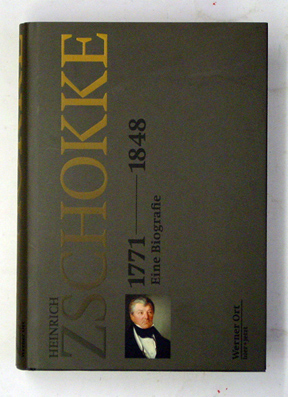 HEINRICH
ZSCHOKKE
1771 — 1848
Eine Biografie
Werner Ort